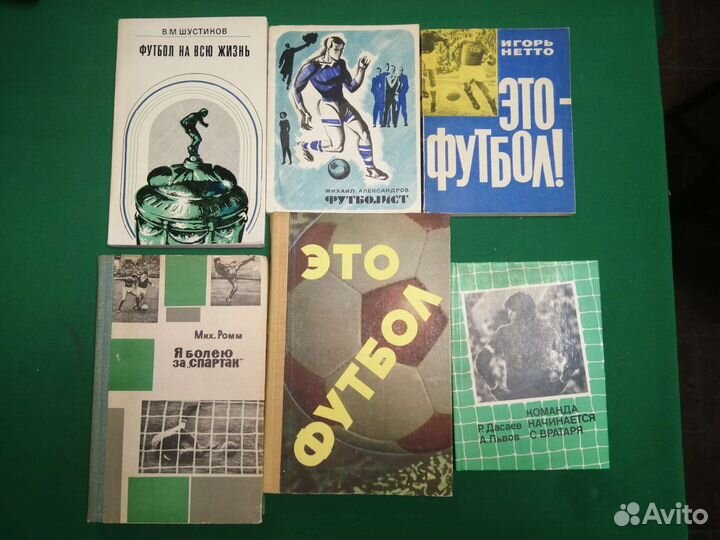 В.М.ШУСТИКОВ
ФУТБОЛ НА ВСЮ ЖИЗНЬ
МИХАИЛ АЛЕКСАНДРОВ
ФУТБОЛИСТ
ИГОРЬ
НЕТТО
ЭТО-
ФУТБОЛ!
Мих. Ромм
Я болею
за „СПАРТАК"
ЭТО
ФУТБОЛ
Р. Дасаев
А. Львов
КОМАНДА
НАЧИНАЕТСЯ
С ВРАТАРЯ
Avito